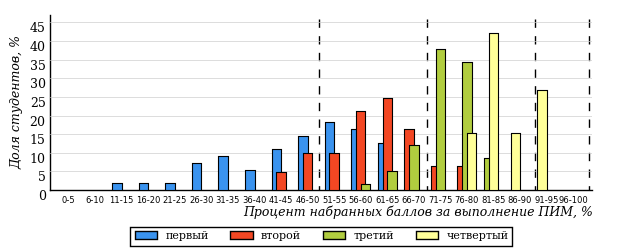 Доля студентов, %
45
40
35
30
25
20
15
10
5
0
0-5 6-10 11-15 16-20 21-25 26-30 31-35 36-40 41-45 46-50 51-55 56-60 61-65 66-70 71-75 76-80 81-85 86-90 91-95 96-100
Процент набранных баллов за выполнение ПИМ, %
первый второй третий четвертый